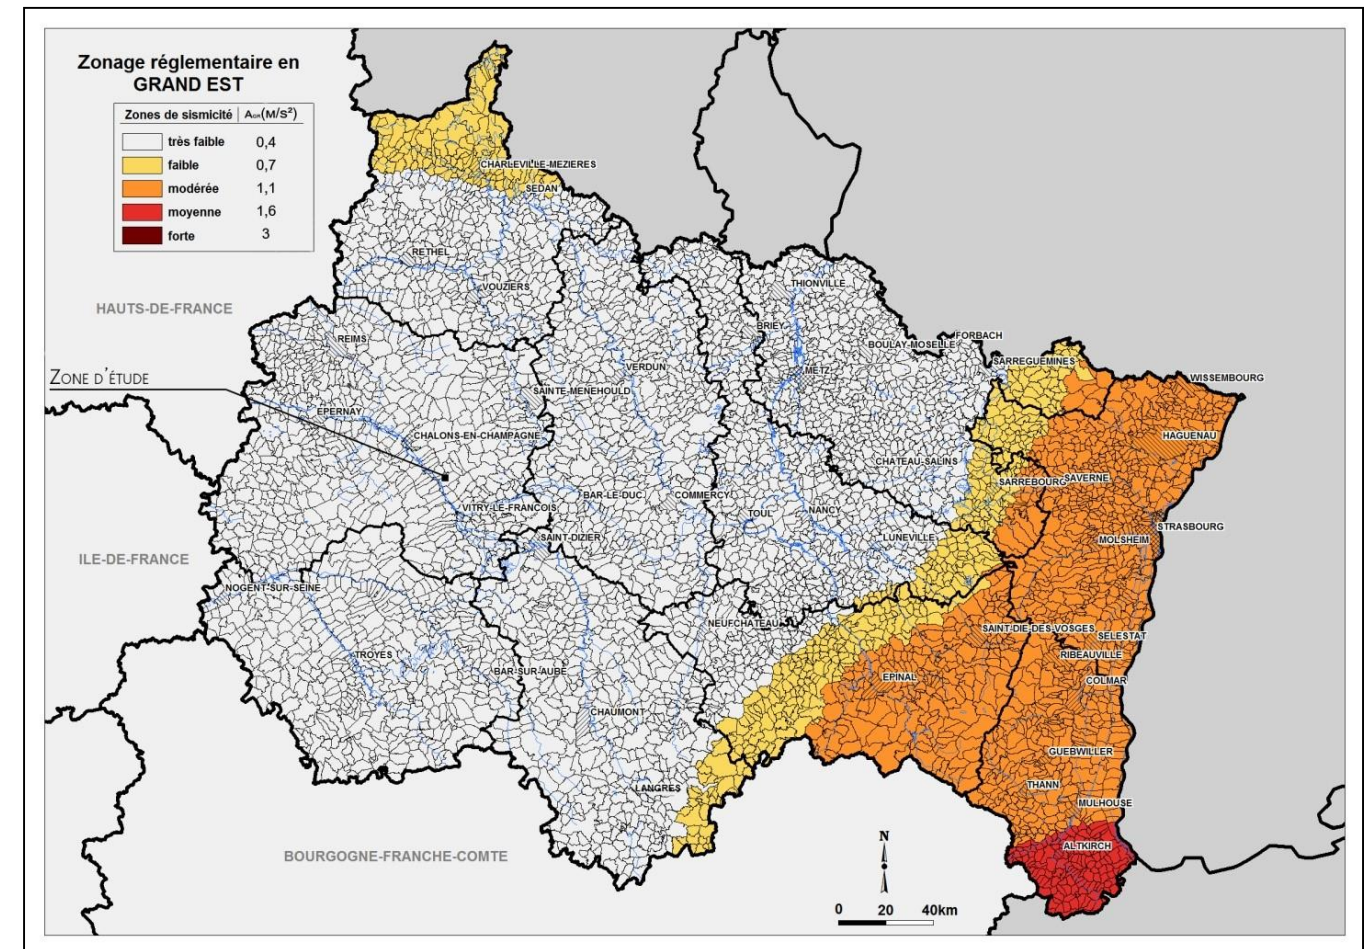 Zonage réglementaire en
GRAND EST
Zones de sismicité | AGR(M/S²)
très faible 0,4
faible 0,7
modérée 1,1
moyenne 1,6
forte 3
CHARLEVILLE-MEZIERES
SEDAN
RETHEL
VOUZIERS
THIONVILLE
HAUTS-DE-FRANCE
BRIEY
FORBACH
REIMS
BOULAY-MOSELLE
SARREGUEMINES
VERDUN
METZ
ZONE D'ÉTUDE
WISSEMBOURG
SAINTE-MENEHOULD
EPERNAY
CHALONS-EN-CHAMPAGNE
HAGUENAU
CHATEAU-SALINS
SARREBOURG
SAVERNE
BAR-LE-DUC
COMMERCY
VITRY-LE-FRANCOIS
TOUL
NANCY
STRASBOURG
SAINT-DIZIER
LUNEVILLE
MOLSHEIM
ILE-DE-FRANCE
NOGENT-SUR-SEINE
NEUFCHATEAU
SAINT-DIE-DES-VOSGES
SELESTAT
TROYES
RIBEAUVILLE
BAR-SUR-AUBE
EPINAL
COLMAR
CHAUMONT
GUEBWILLER
LANGRES
THANN
MULHOUSE
ALTKIRCH
BOURGOGNE-FRANCHE-COMTE
N
0 20 40km